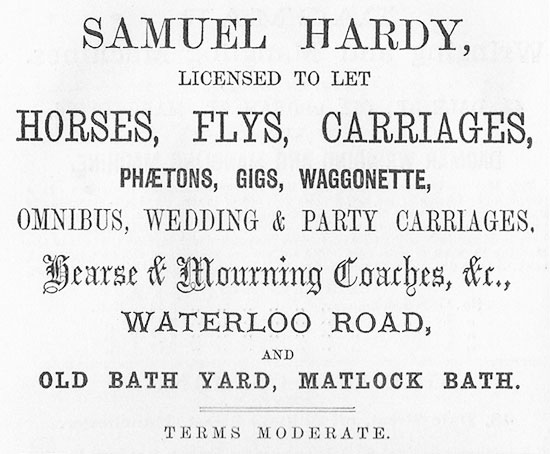 SAMUEL HARDY,
LICENSED TO LET
HORSES, FLYS, CARRIAGES,
PHÆTONS, GIGS, WAGGONETTE,
OMNIBUS, WEDDING & PARTY CARRIAGES.
Hearse & Mourning Coaches, &c.,
WATERLOO ROAD,
AND
OLD BATH YARD, MATLOCK BATH.
TERMS MODERATE.